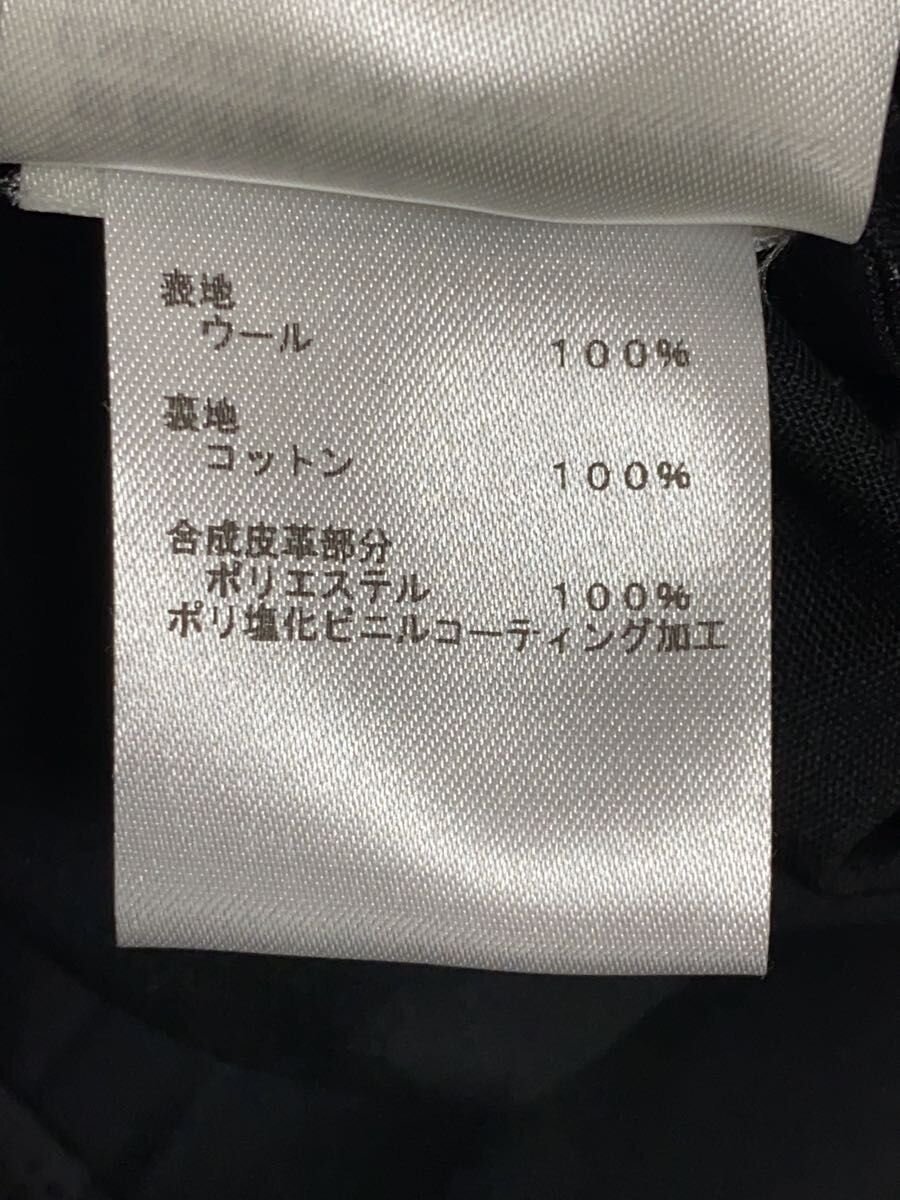 表地
ウール 100%
裏地
コットン 100%
合成皮革部分
ポリエステル 100%
ポリ塩化ビニルコーティング加工